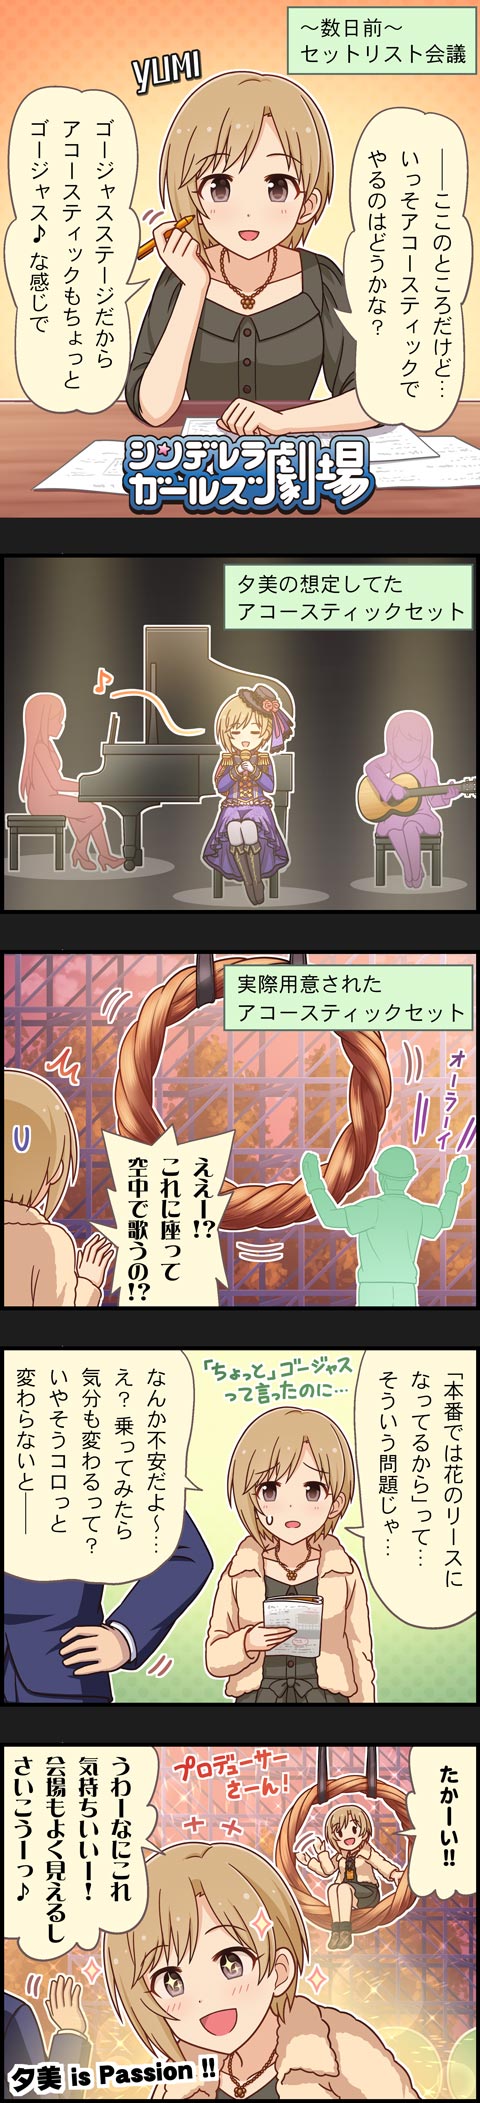 ～数日前～
セットリスト会議
YUMI
――ここのところだけど…
いっそアコースティックで
やるのはどうかな？
ゴージャスステージだから
アコースティックもちょっと
ゴージャス♪な感じで
シンデレラ
ガールズ劇場
夕美の想定してた
アコースティックセット
♪
実際用意された
アコースティックセット
オーラーイ
ええー!?
これに座って
空中で歌うの!?
「本番では花のリースに
なってるから」って…
そういう問題じゃ…
「ちょっと」ゴージャス
って言ったのに…
なんか不安だよ～…
え？乗ってみたら
気分も変わるって？
いやそうコロっと
変わらないと――
たかーい!!
プロデューサー
さーん！
うわーなにこれ
気持ちいいー！
会場もよく見えるし
さいこうーっ♪
夕美 is Passion !!